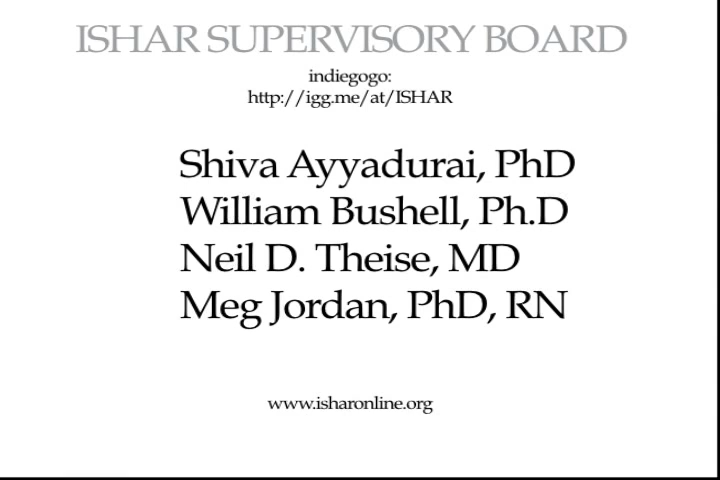 ISHAR SUPERVISORY BOARD
indiegogo:
http://igg.me/at/ISHAR
Shiva Ayyadurai, PhD
William Bushell, Ph.D
Neil D. Theise, MD
Meg Jordan, PhD, RN
www.isharonline.org